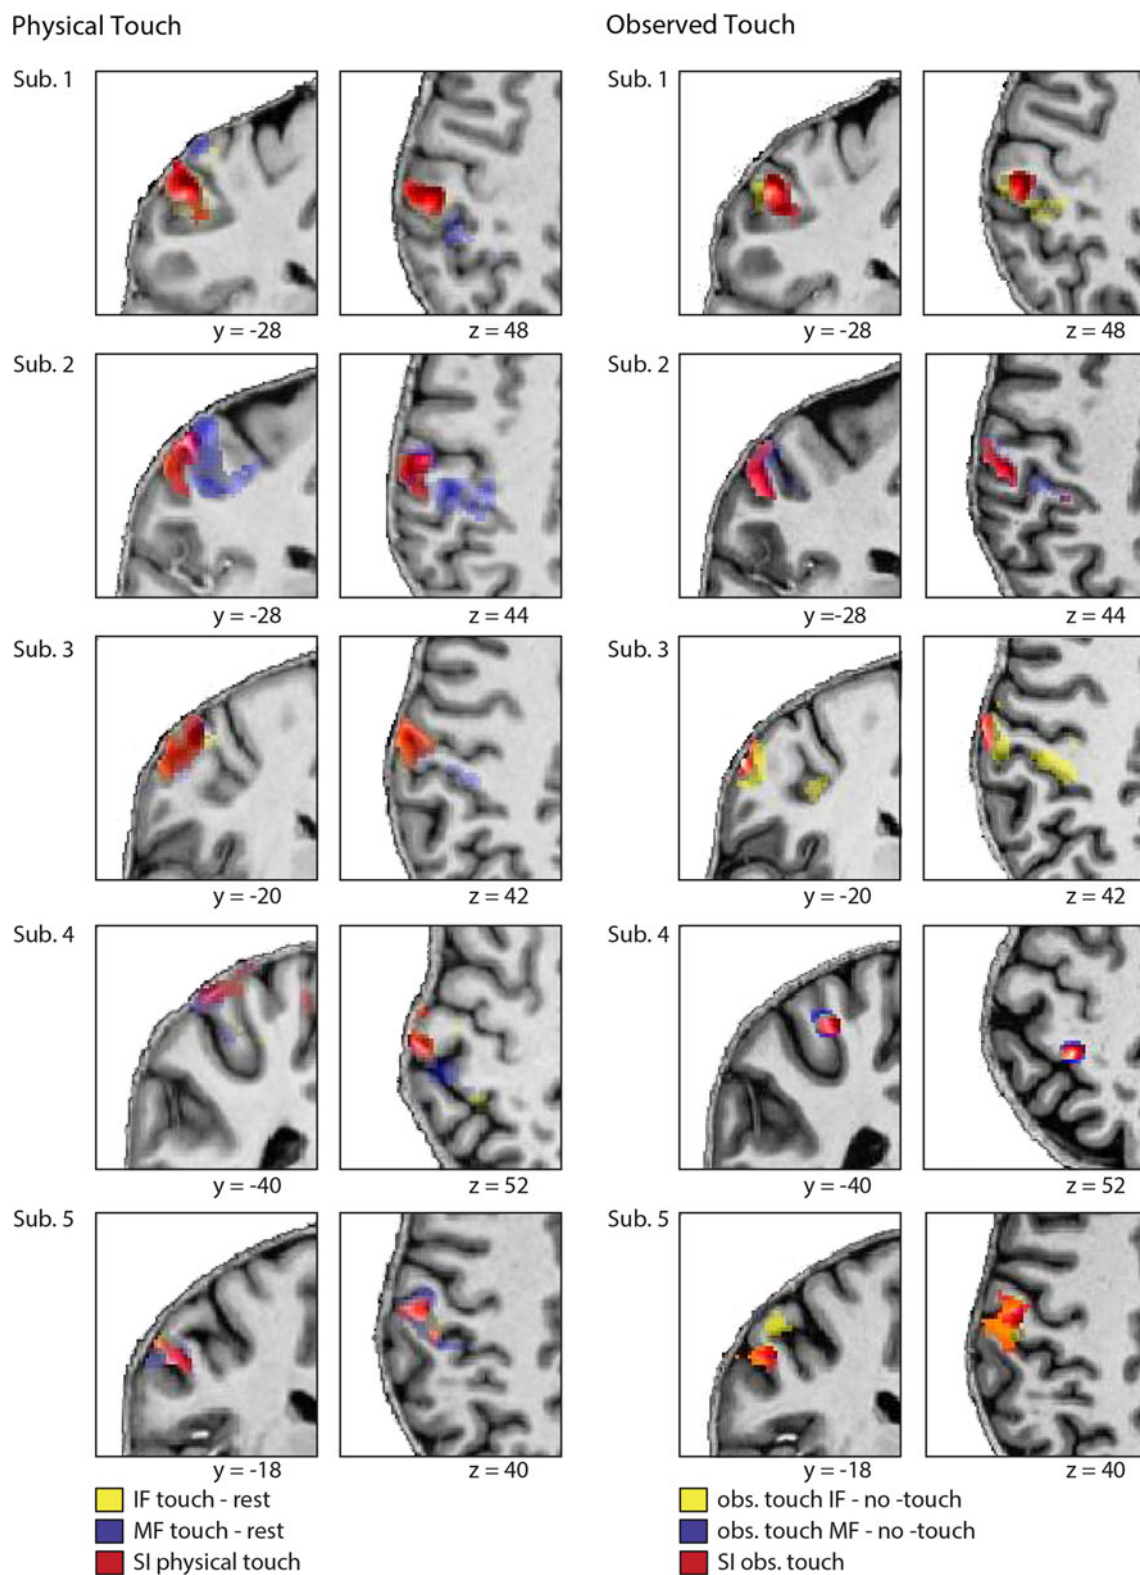 Physical Touch Observed Touch
Sub. 1 Sub. 1
y = -28 z = 48 y = -28 z = 48
Sub. 2 Sub. 2
y = -28 z = 44 y =-28 z = 44
Sub. 3 Sub. 3
y = -20 z = 42 y = -20 z = 42
Sub. 4 Sub. 4
y = -40 z = 52 y = -40 z = 52
Sub. 5 Sub. 5
y = -18 z = 40 y = -18 z = 40
IF touch - rest obs. touch IF - no -touch
MF touch - rest obs. touch MF - no -touch
SI physical touch SI obs. touch